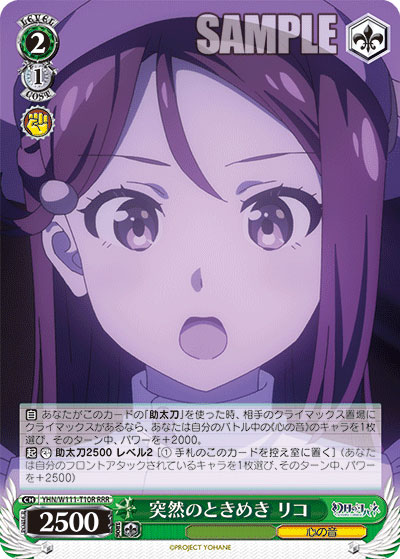 LEVEL
2
1
COST
SAMPLE
自 あなたがこのカードの「助太刀」を使った時、相手のクライマックス置場に
クライマックスがあるなら、あなたは自分のバトル中の《心の音》のキャラを1枚
選び、そのターン中、パワーを+2000。
起 助太刀2500 レベル2 [① 手札のこのカードを控え室に置く] (あなた
は自分のフロントアタックされているキャラを1枚選び、そのターン中、パワーを
+2500)
CH YHN/W111-T10R RRR
突然のときめき リコ
POWER
2500
心の音
©PROJECT YOHANE